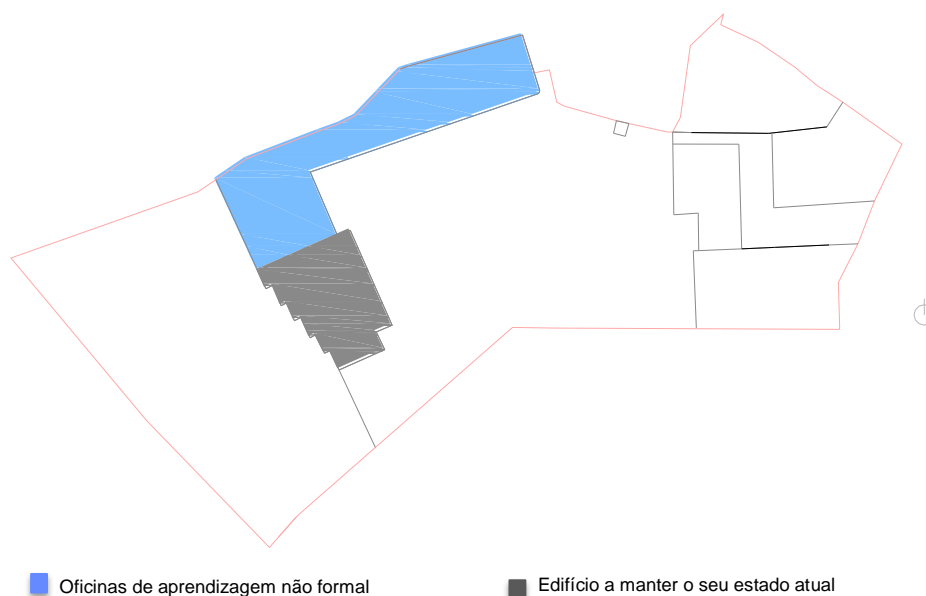 Oficinas de aprendizagem não formal
Edifício a manter o seu estado atual